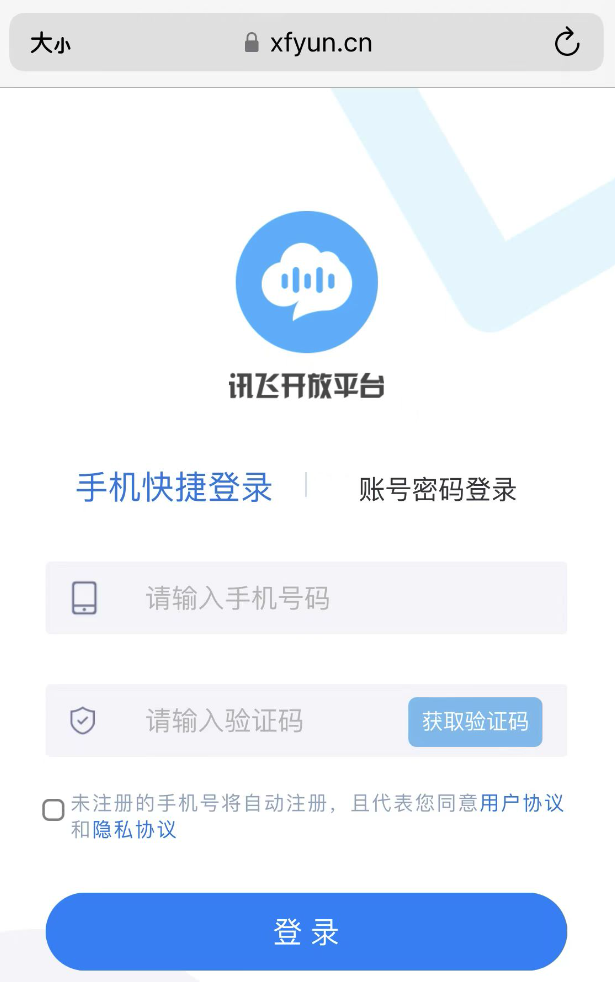 大小 xfyun.cn
讯飞开放平台
手机快捷登录 账号密码登录
请输入手机号码
请输入验证码 获取验证码
未注册的手机号将自动注册，且代表您同意用户协议
和隐私协议
登录